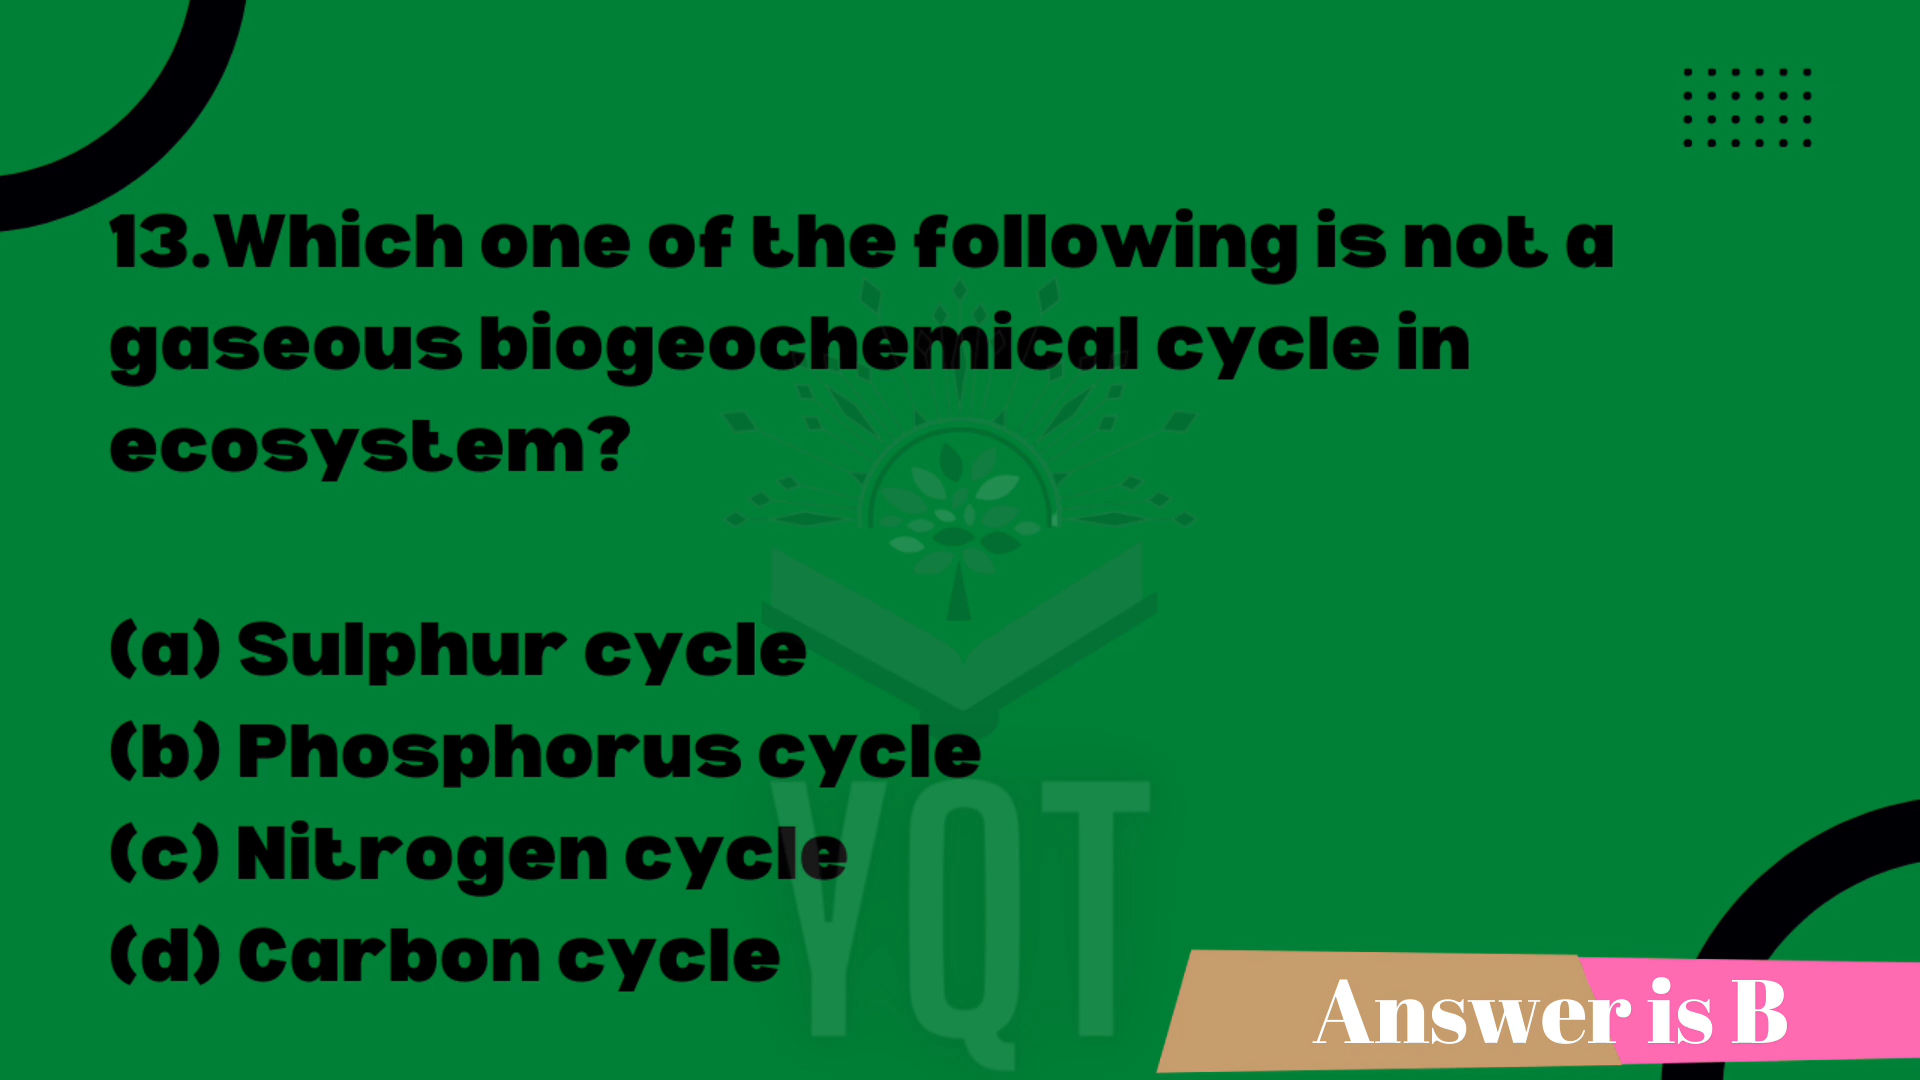 13.Which one of the following is not a
gaseous biogeochemical cycle in
ecosystem?
(a) Sulphur cycle
(b) Phosphorus cycle
(c) Nitrogen cycle
(d) Carbon cycle
YQT
Answer is B